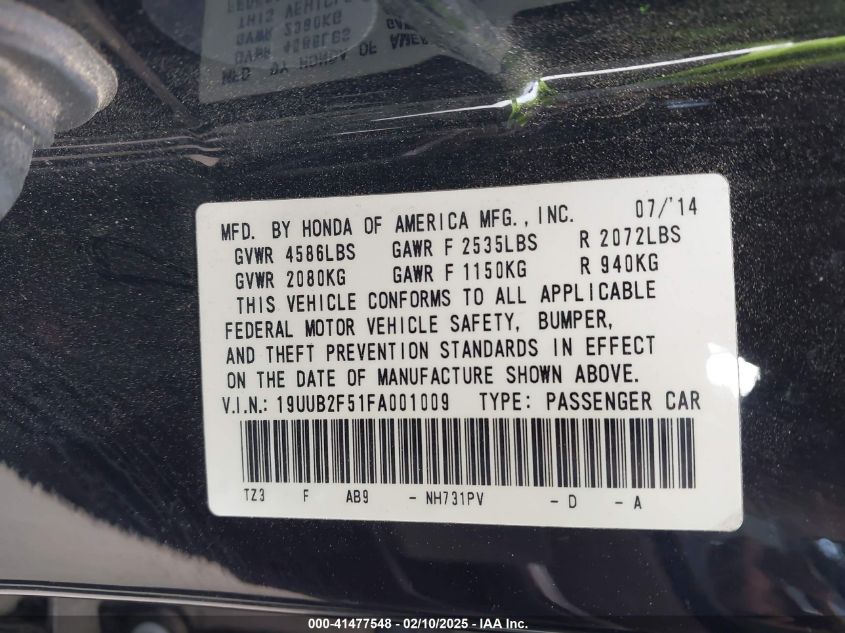 MFD. BY HONDA OF AMERICA MFG., INC. 07/'14
GVWR 4586LBS GAWR F 2535LBS R 2072LBS
GVWR 2080KG GAWR F 1150KG R 940KG
THIS VEHICLE CONFORMS TO ALL APPLICABLE
FEDERAL MOTOR VEHICLE SAFETY, BUMPER,
AND THEFT PREVENTION STANDARDS IN EFFECT
ON THE DATE OF MANUFACTURE SHOWN ABOVE.
V.I.N.: 19UUB2F51FA001009 TYPE: PASSENGER CAR
TZ3 F AB9 - NH731PV - D - A
000-41477548 - 02/10/2025 - IAA Inc.